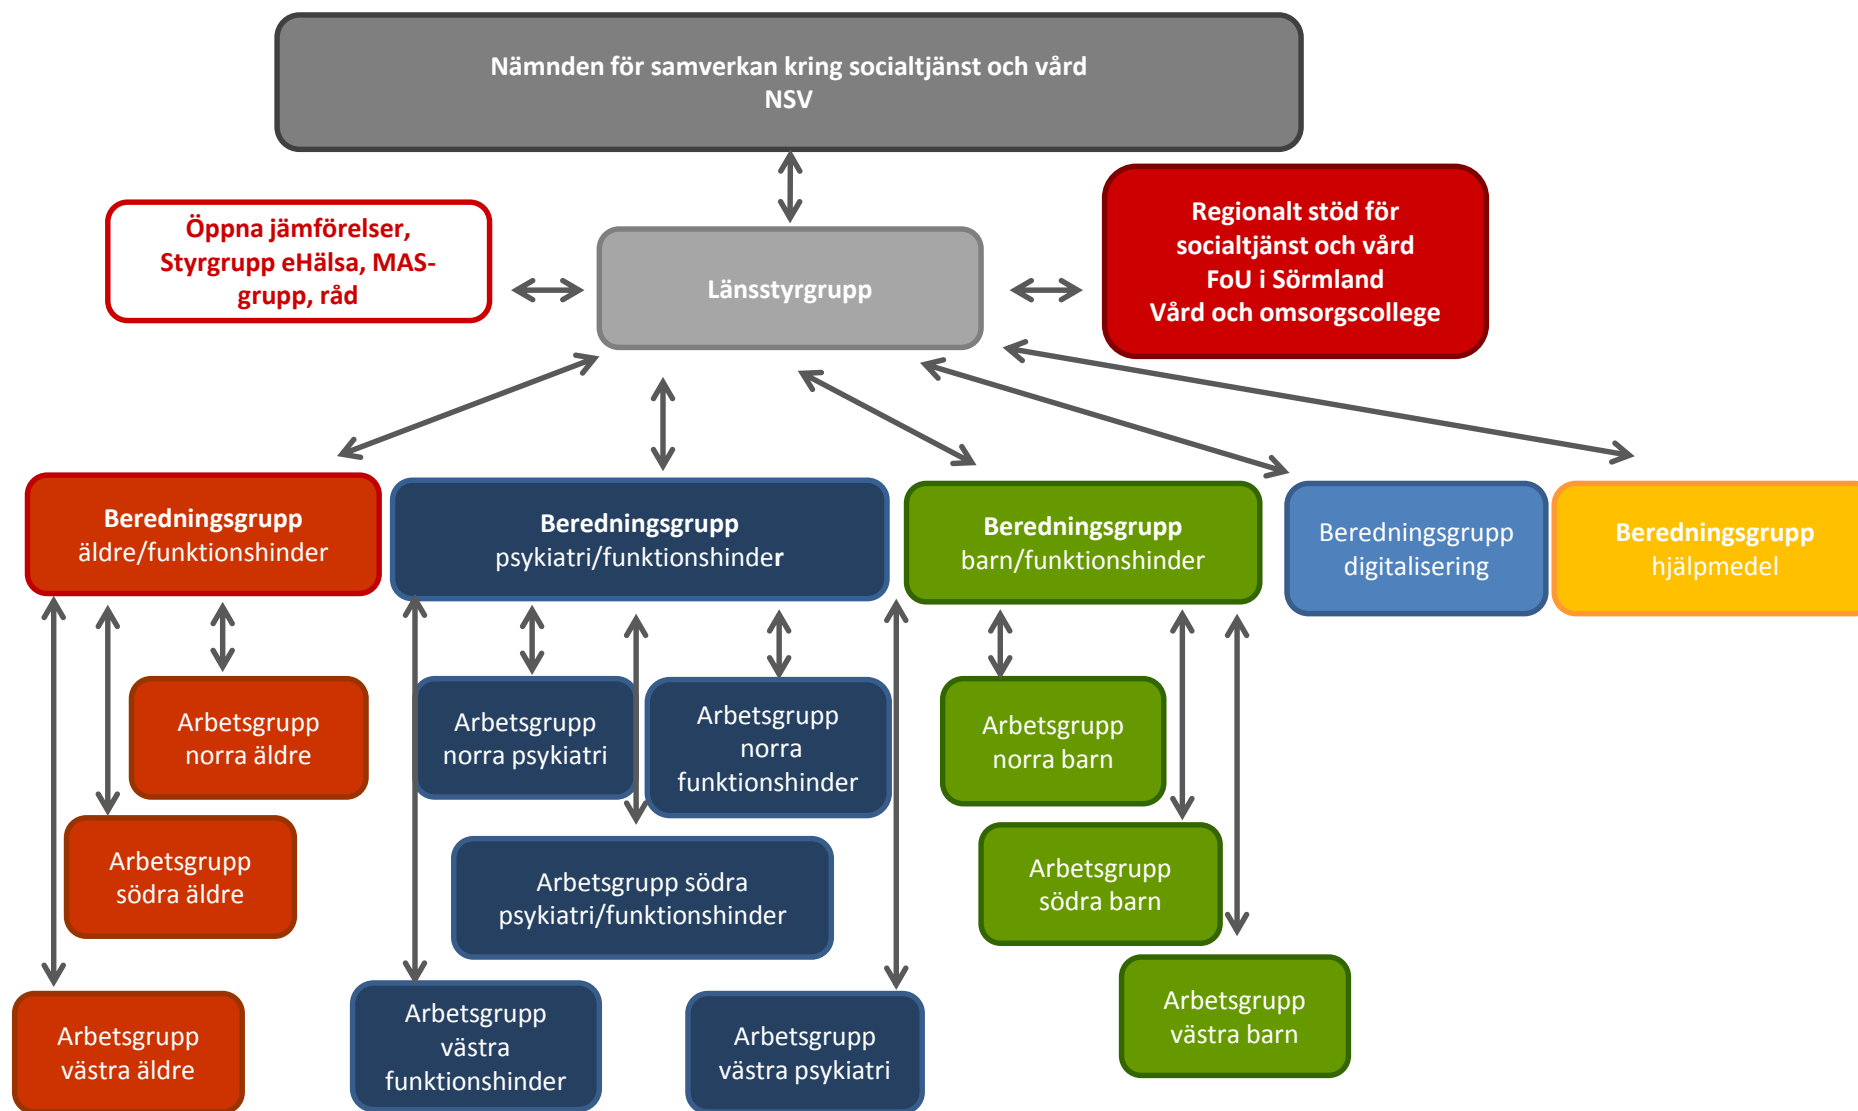 Nämnden för samverkan kring socialtjänst och vård
NSV
Öppna jämförelser,
Styrgrupp eHälsa, MAS-
grupp, råd
Länsstyrgrupp
Regionalt stöd för
socialtjänst och vård
FoU i Sörmland
Vård och omsorgscollege
Beredningsgrupp
äldre/funktionshinder
Beredningsgrupp
psykiatri/funktionshinder
Beredningsgrupp
barn/funktionshinder
Beredningsgrupp
digitalisering
Beredningsgrupp
hjälpmedel
Arbetsgrupp
norra äldre
Arbetsgrupp
norra psykiatri
Arbetsgrupp
norra
funktionshinder
Arbetsgrupp
norra barn
Arbetsgrupp
södra äldre
Arbetsgrupp södra
psykiatri/funktionshinder
Arbetsgrupp
södra barn
Arbetsgrupp
västra äldre
Arbetsgrupp
västra
funktionshinder
Arbetsgrupp
västra psykiatri
Arbetsgrupp
västra barn